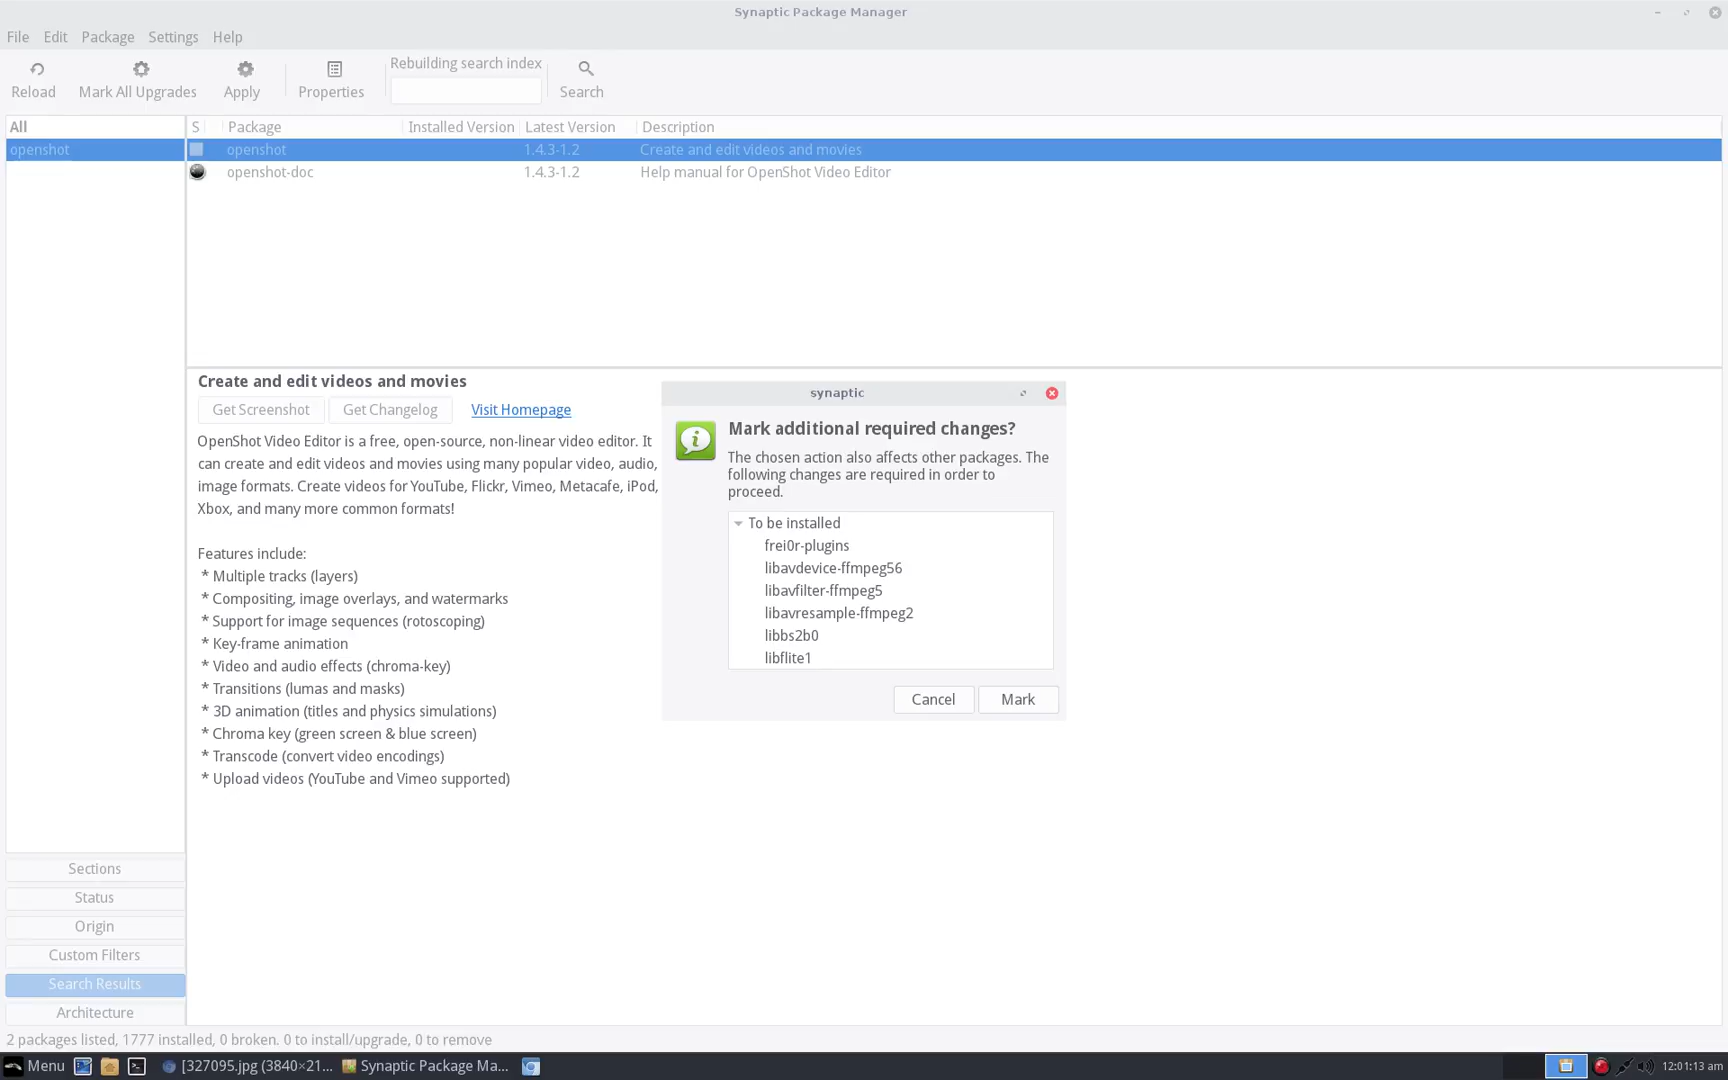 Synaptic Package Manager
File Edit Package Settings Help
Reload
Mark All Upgrades
Apply
Properties
Rebuilding search index
Search
All
openshot
S Package Installed Version Latest Version Description
openshot 1.4.3-1.2 Create and edit videos and movies
openshot-doc 1.4.3-1.2 Help manual for OpenShot Video Editor
Create and edit videos and movies
Get Screenshot Get Changelog Visit Homepage
OpenShot Video Editor is a free, open-source, non-linear video editor. It
can create and edit videos and movies using many popular video, audio,
image formats. Create videos for YouTube, Flickr, Vimeo, Metacafe, iPod,
Xbox, and many more common formats!
Features include:
* Multiple tracks (layers)
* Compositing, image overlays, and watermarks
* Support for image sequences (rotoscoping)
* Key-frame animation
* Video and audio effects (chroma-key)
* Transitions (lumas and masks)
* 3D animation (titles and physics simulations)
* Chroma key (green screen & blue screen)
* Transcode (convert video encodings)
* Upload videos (YouTube and Vimeo supported)
synaptic
Mark additional required changes?
The chosen action also affects other packages. The
following changes are required in order to
proceed.
To be installed
frei0r-plugins
libavdevice-ffmpeg56
libavfilter-ffmpeg5
libavresample-ffmpeg2
libbs2b0
libflite1
Cancel Mark
Sections
Status
Origin
Custom Filters
Search Results
Architecture
2 packages listed, 1777 installed, 0 broken. 0 to install/upgrade, 0 to remove
Menu [327095.jpg (3840×21... Synaptic Package Ma... 12:01:13 am